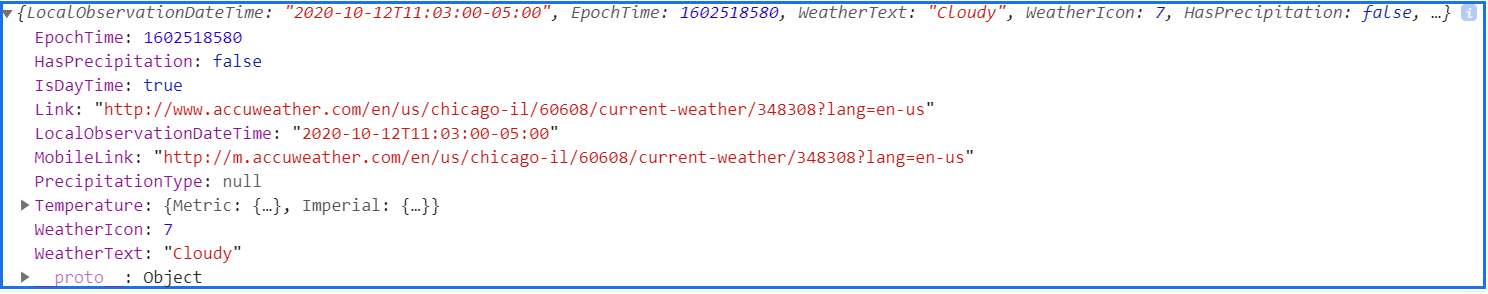 ▼{LocalObservationDateTime: "2020-10-12T11:03:00-05:00", EpochTime: 1602518580, WeatherText: "Cloudy", WeatherIcon: 7, HasPrecipitation: false, …} i
EpochTime: 1602518580
HasPrecipitation: false
IsDayTime: true
Link: "http://www.accuweather.com/en/us/chicago-il/60608/current-weather/348308?lang=en-us"
LocalObservationDateTime: "2020-10-12T11:03:00-05:00"
MobileLink: "http://m.accuweather.com/en/us/chicago-il/60608/current-weather/348308?lang=en-us"
PrecipitationType: null
▶Temperature: {Metric: {…}, Imperial: {…}}
WeatherIcon: 7
WeatherText: "Cloudy"
▶__proto__: Object